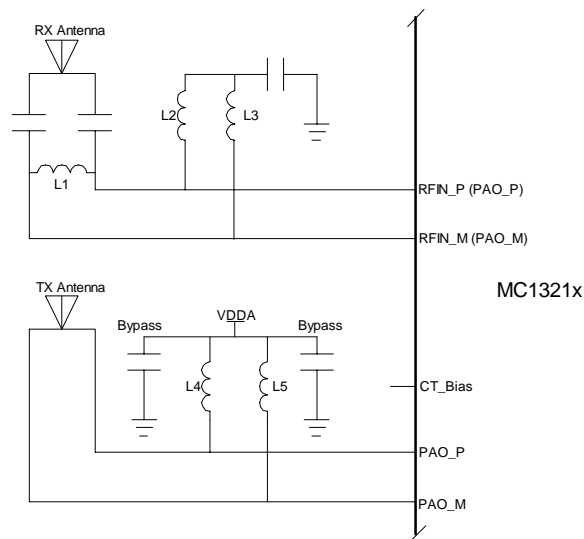 RX Antenna
L2
L3
L1
RFIN_P (PAO_P)
RFIN_M (PAO_M)
MC1321x
TX Antenna
VDDA
Bypass
Bypass
L4
L5
CT_Bias
PAO_P
PAO_M